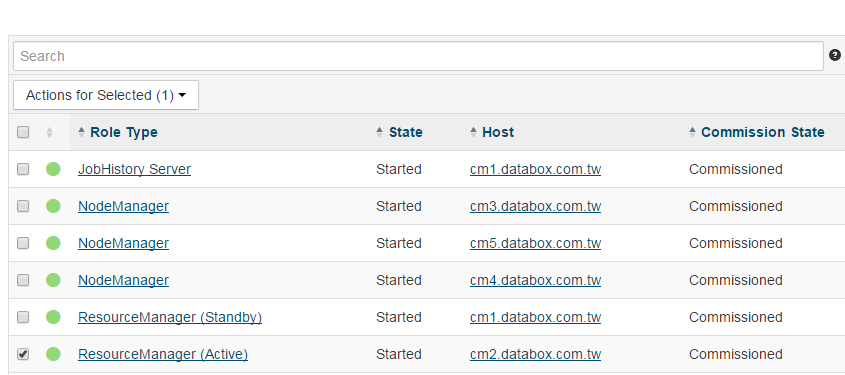 Search
?
Actions for Selected (1)
Role Type State Host Commission State
JobHistory Server Started cm1.databox.com.tw Commissioned
NodeManager Started cm3.databox.com.tw Commissioned
NodeManager Started cm5.databox.com.tw Commissioned
NodeManager Started cm4.databox.com.tw Commissioned
ResourceManager (Standby) Started cm1.databox.com.tw Commissioned
ResourceManager (Active) Started cm2.databox.com.tw Commissioned